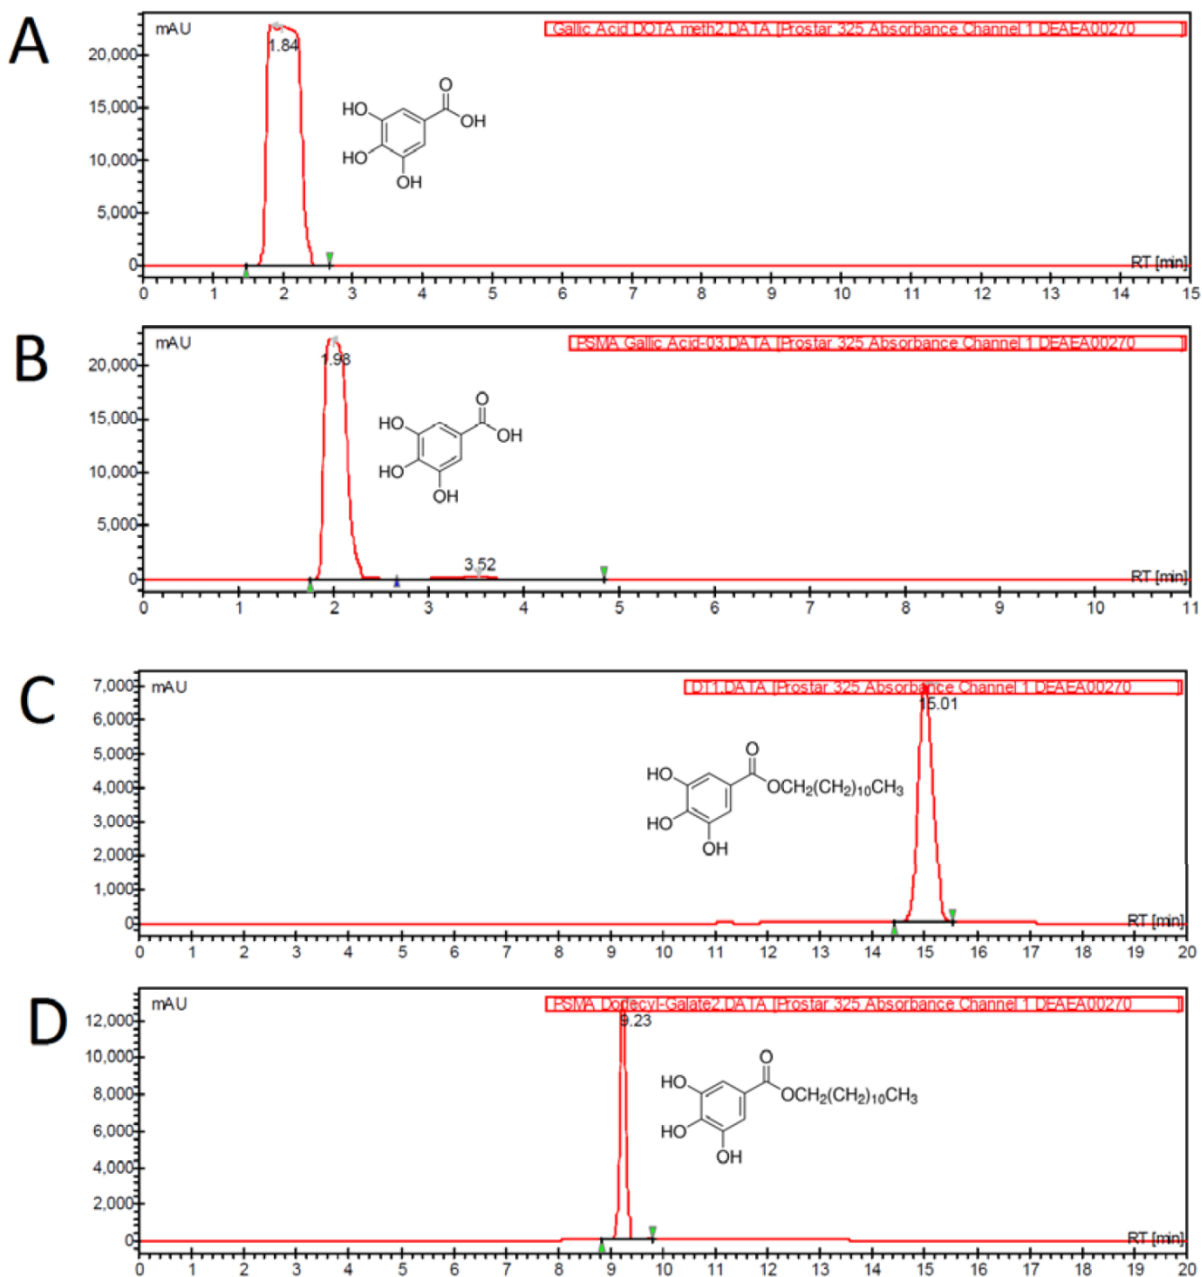 A
mAU
Gallic Acid DOTA meth2.DATA [Prostar 325 Absorbance Channel 1 DEAEA00270 ]
1.84
20,000
15,000
10,000
5,000
0
HO
HO
OH
O
OH
RT [min]
0 1 2 3 4 5 6 7 8 9 10 11 12 13 14 15
B
mAU
PSMA Gallic Acid-03.DATA [Prostar 325 Absorbance Channel 1 DEAEA00270 ]
1.98
20,000
15,000
10,000
5,000
0
HO
HO
OH
O
OH
3.52
RT [min]
0 1 2 3 4 5 6 7 8 9 10 11
C
mAU
DT1.DATA [Prostar 325 Absorbance Channel 1 DEAEA00270 ]
15.01
7,000
6,000
5,000
4,000
3,000
2,000
1,000
0
HO
HO
OH
O
OCH2(CH2)10CH3
RT [min]
0 1 2 3 4 5 6 7 8 9 10 11 12 13 14 15 16 17 18 19 20
D
mAU
PSMA Dodecyl-Galate2.DATA [Prostar 325 Absorbance Channel 1 DEAEA00270 ]
9.23
12,000
10,000
8,000
6,000
4,000
2,000
0
HO
HO
OH
O
OCH2(CH2)10CH3
RT [min]
0 1 2 3 4 5 6 7 8 9 10 11 12 13 14 15 16 17 18 19 20